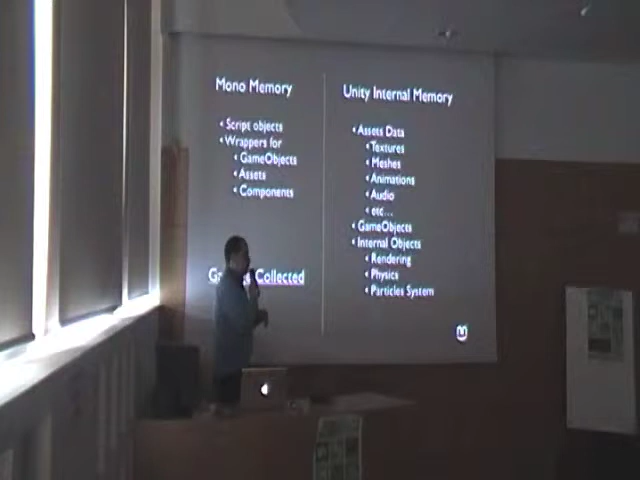 Mono Memory
• Script objects
• Wrappers for
• GameObjects
• Assets
• Components
Collected
Unity Internal Memory
• Assets Data
• Textures
• Meshes
• Animations
• Audio
• etc...
• GameObjects
• Internal Objects
• Rendering
• Physics
• Particles System